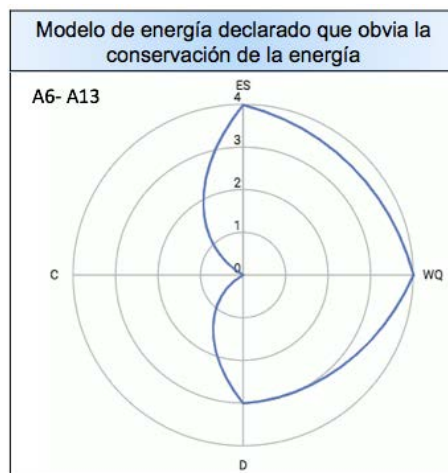 Modelo de energía declarado que obvia la
conservación de la energía
A6- A13
ES
4
3
2
1
0
C
WQ
D